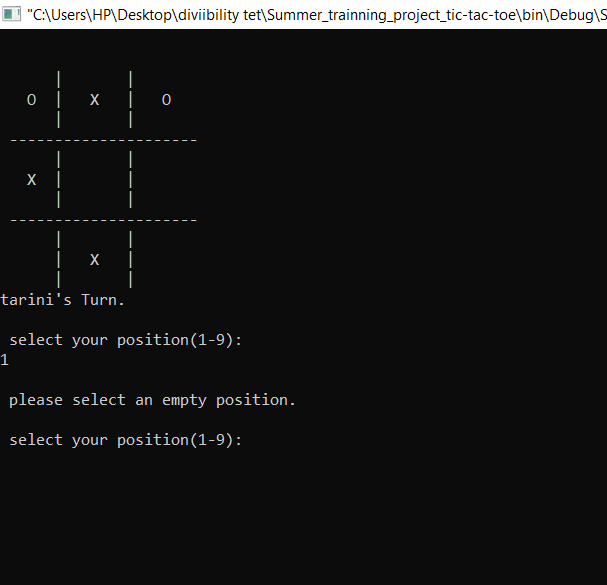 "C:\Users\HP\Desktop\diviibility tet\Summer_trainning_project_tic-tac-toe\bin\Debug\S
| |
O | X | O
| |
---------------------
| |
X | |
| |
---------------------
| |
| X |
| |
tarini's Turn.
select your position(1-9):
1
please select an empty position.
select your position(1-9):